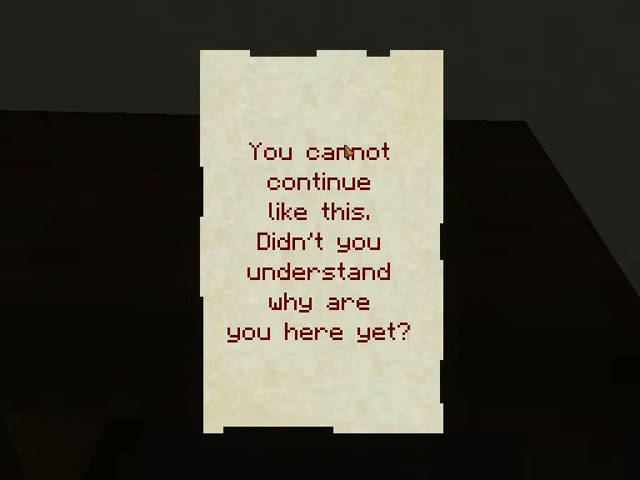 You cannot
continue
like this.
Didn't you
understand
why are
you here yet?